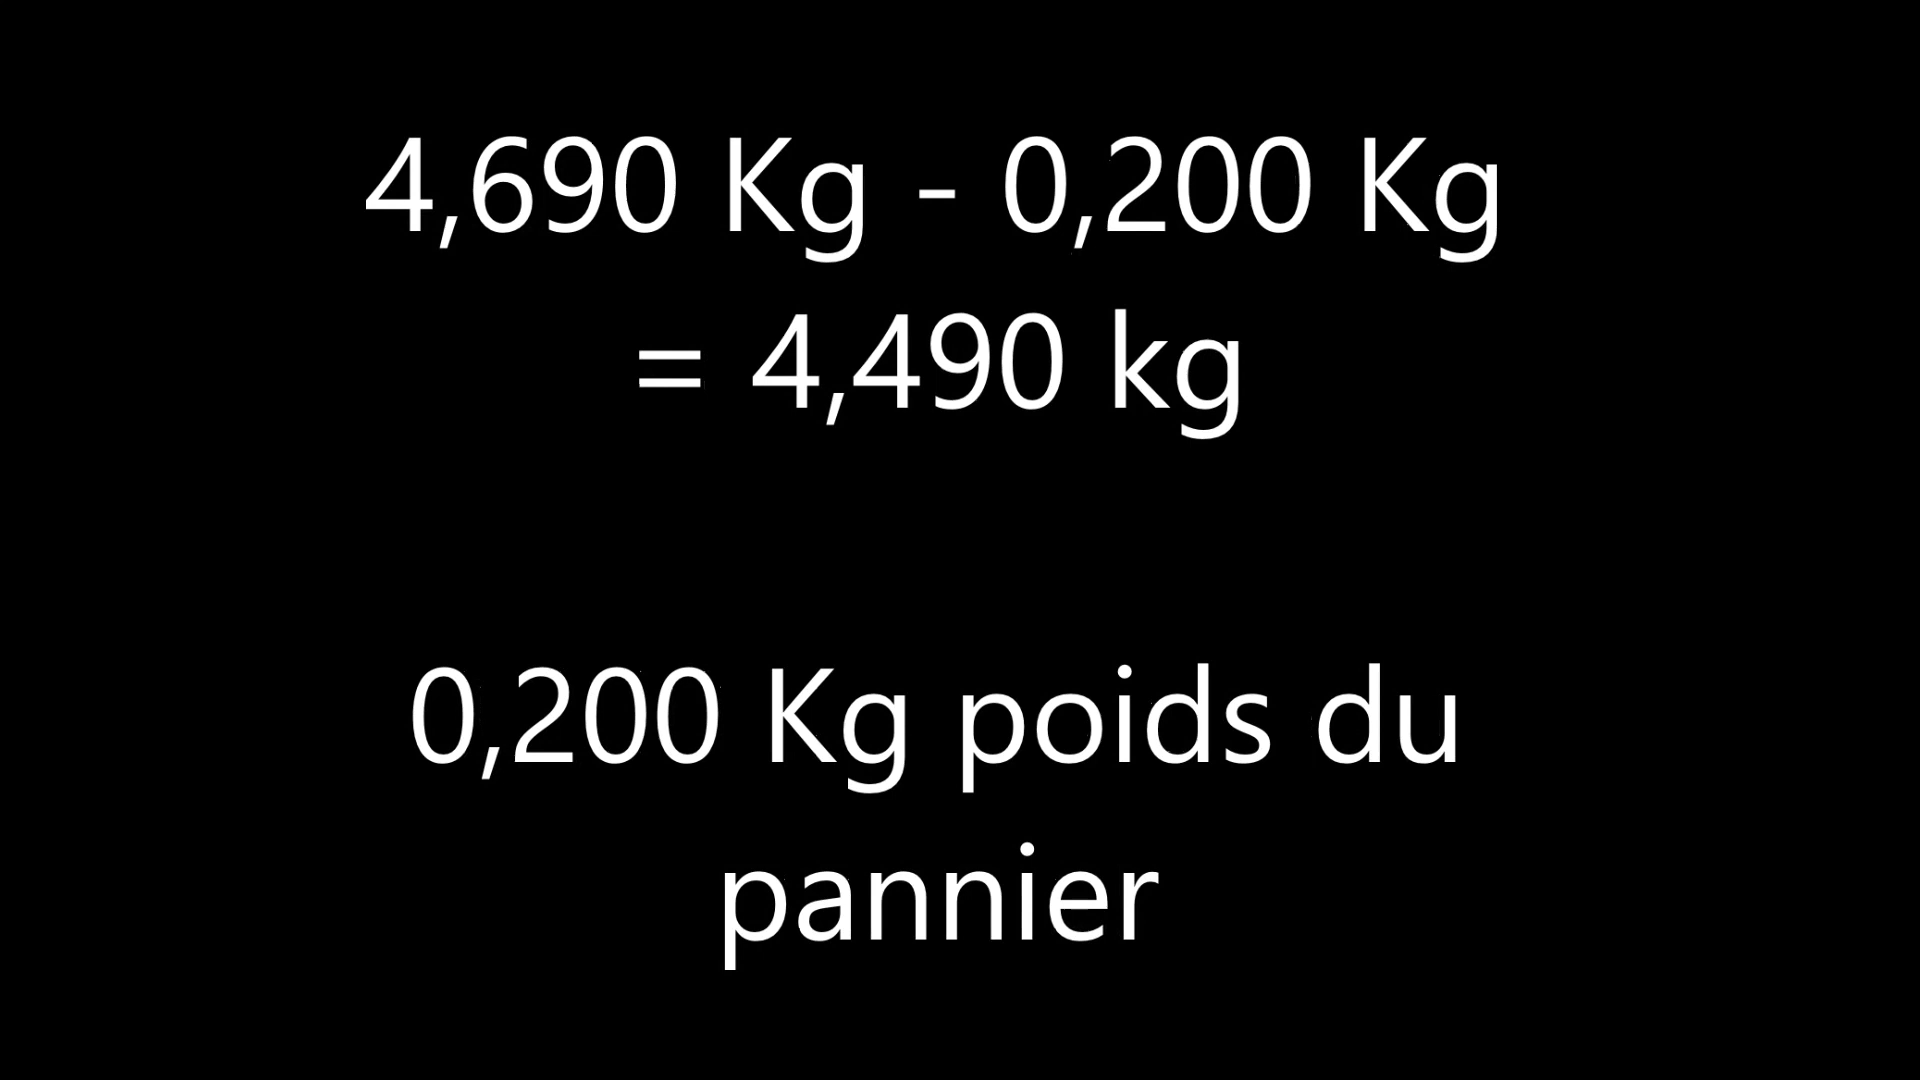 4,690 Kg - 0,200 Kg
= 4,490 kg
0,200 Kg poids du
pannier